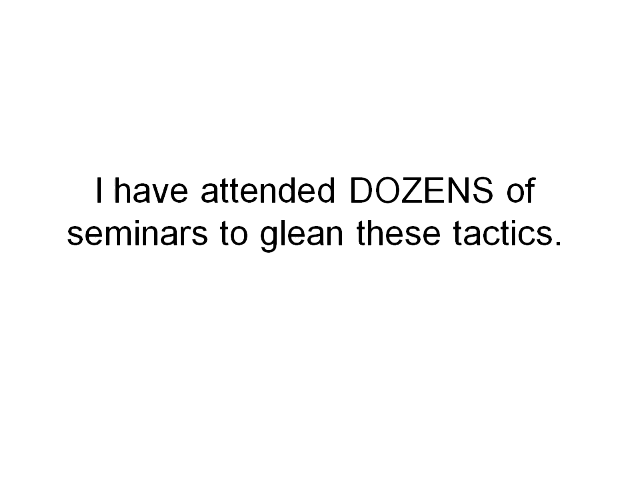 I have attended DOZENS of
seminars to glean these tactics.